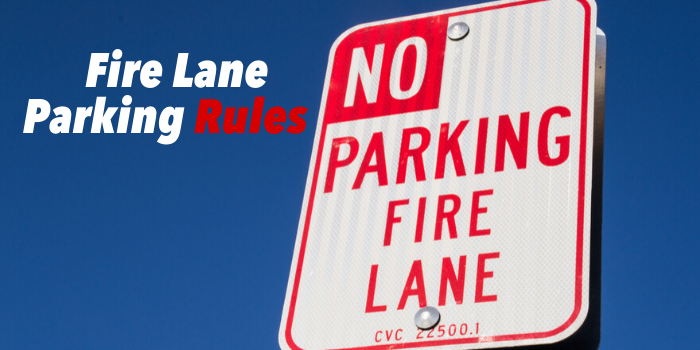 Fire Lane
Parking Rules
NO
PARKING
FIRE
LANE
CVC 22500.1